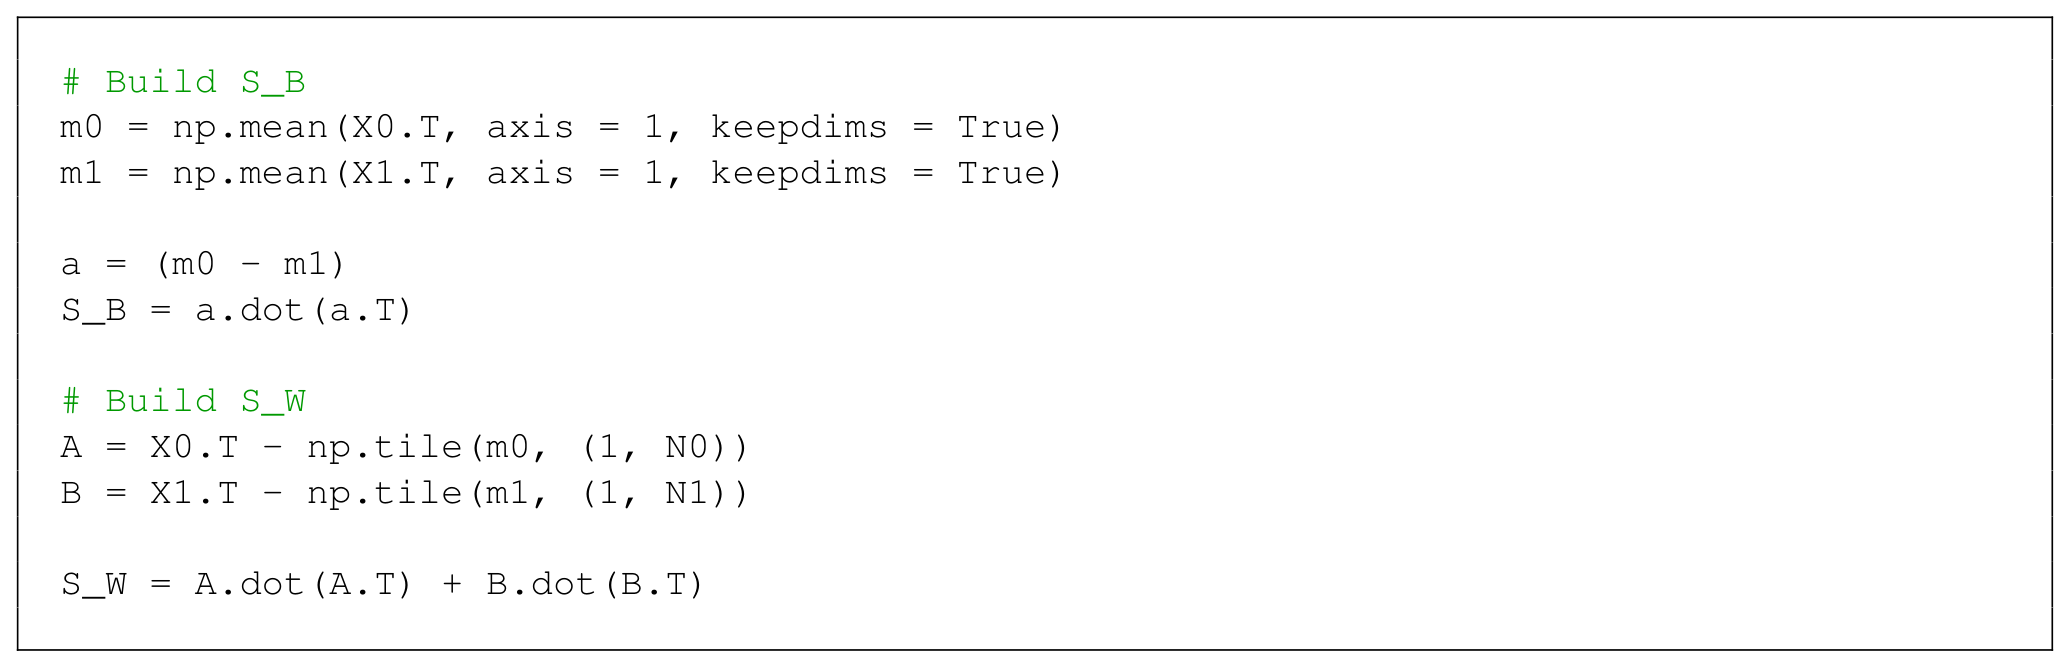 # Build S_B
m0 = np.mean(X0.T, axis = 1, keepdims = True)
m1 = np.mean(X1.T, axis = 1, keepdims = True)
a = (m0 - m1)
S_B = a.dot(a.T)
# Build S_W
A = X0.T - np.tile(m0, (1, N0))
B = X1.T - np.tile(m1, (1, N1))
S_W = A.dot(A.T) + B.dot(B.T)